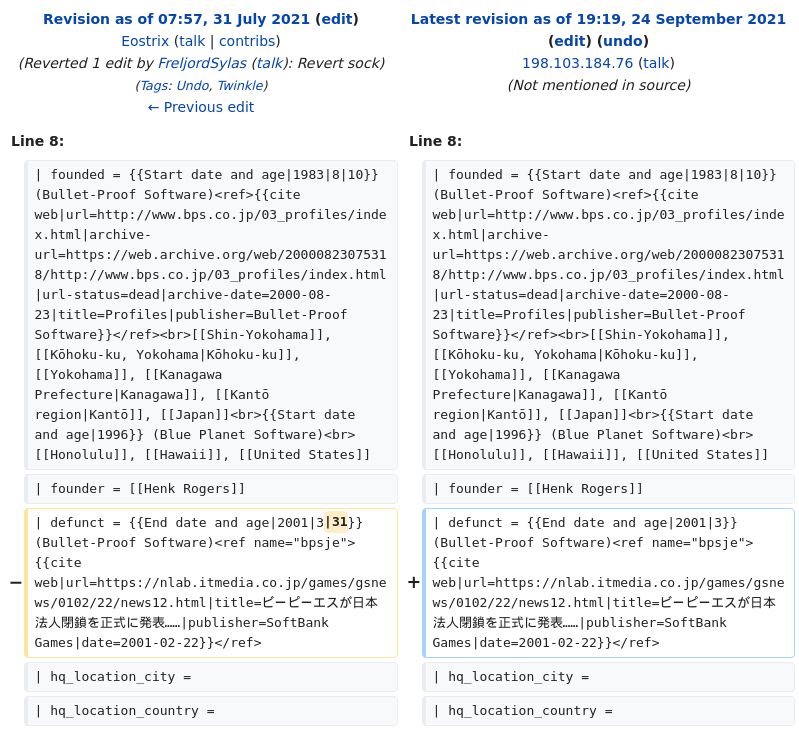 Revision as of 07:57, 31 July 2021 (edit)
Eostrix (talk | contribs)
(Reverted 1 edit by FreljordSylas (talk): Revert sock)
(Tags: Undo, Twinkle)
← Previous edit
Latest revision as of 19:19, 24 September 2021
(edit) (undo)
198.103.184.76 (talk)
(Not mentioned in source)
Line 8:
Line 8:
| founded = {{Start date and age|1983|8|10}}
(Bullet-Proof Software)<ref>{{cite
web|url=http://www.bps.co.jp/03_profiles/inde
x.html|archive-
url=https://web.archive.org/web/2000082307531
8/http://www.bps.co.jp/03_profiles/index.html
|url-status=dead|archive-date=2000-08-
23|title=Profiles|publisher=Bullet-Proof
Software}}</ref><br>[[Shin-Yokohama]],
[[Kōhoku-ku, Yokohama|Kōhoku-ku]],
[[Yokohama]], [[Kanagawa
Prefecture|Kanagawa]], [[Kantō
region|Kantō]], [[Japan]]<br>{{Start date
and age|1996}} (Blue Planet Software)<br>
[[Honolulu]], [[Hawaii]], [[United States]]
| founded = {{Start date and age|1983|8|10}}
(Bullet-Proof Software)<ref>{{cite
web|url=http://www.bps.co.jp/03_profiles/inde
x.html|archive-
url=https://web.archive.org/web/2000082307531
8/http://www.bps.co.jp/03_profiles/index.html
|url-status=dead|archive-date=2000-08-
23|title=Profiles|publisher=Bullet-Proof
Software}}</ref><br>[[Shin-Yokohama]],
[[Kōhoku-ku, Yokohama|Kōhoku-ku]],
[[Yokohama]], [[Kanagawa
Prefecture|Kanagawa]], [[Kantō
region|Kantō]], [[Japan]]<br>{{Start date
and age|1996}} (Blue Planet Software)<br>
[[Honolulu]], [[Hawaii]], [[United States]]
| founder = [[Henk Rogers]]
| founder = [[Henk Rogers]]
−
| defunct = {{End date and age|2001|3|31}}
(Bullet-Proof Software)<ref name="bpsje">
{{cite
web|url=https://nlab.itmedia.co.jp/games/gsne
ws/0102/22/news12.html|title=ビーピーエスが日本
法人閉鎖を正式に発表……|publisher=SoftBank
Games|date=2001-02-22}}</ref>
+
| defunct = {{End date and age|2001|3}}
(Bullet-Proof Software)<ref name="bpsje">
{{cite
web|url=https://nlab.itmedia.co.jp/games/gsne
ws/0102/22/news12.html|title=ビーピーエスが日本
法人閉鎖を正式に発表……|publisher=SoftBank
Games|date=2001-02-22}}</ref>
| hq_location_city =
| hq_location_city =
| hq_location_country =
| hq_location_country =